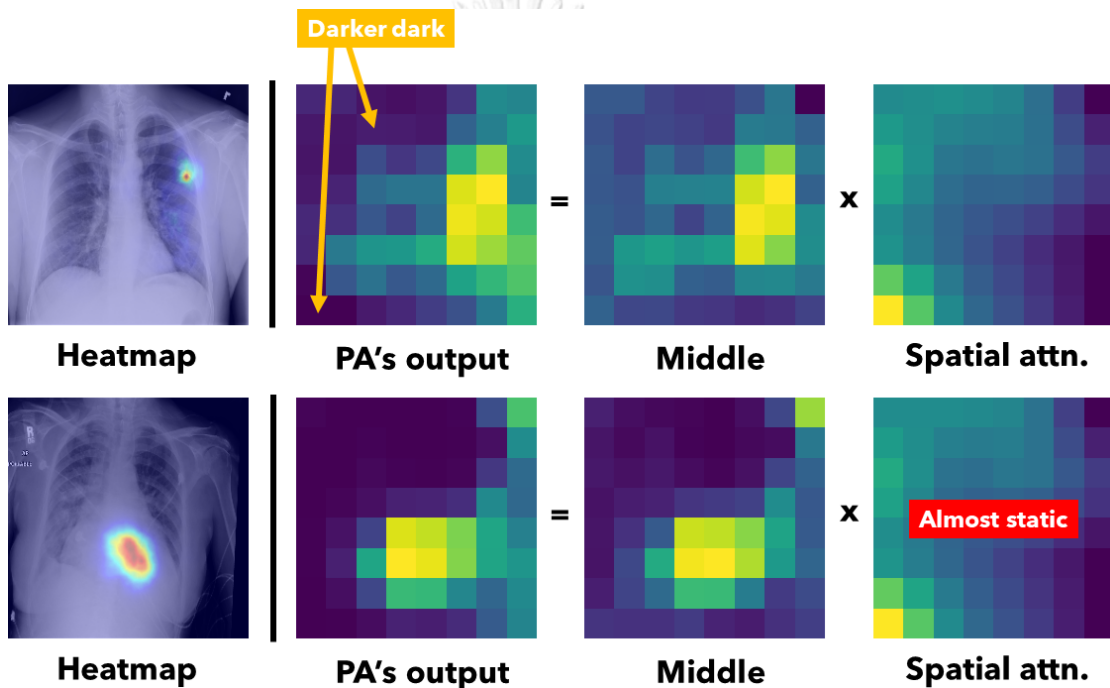 Darker dark
=
x
Heatmap
PA's output
Middle
Spatial attn.
R
=
x
Almost static
Heatmap
PA's output
Middle
Spatial attn.